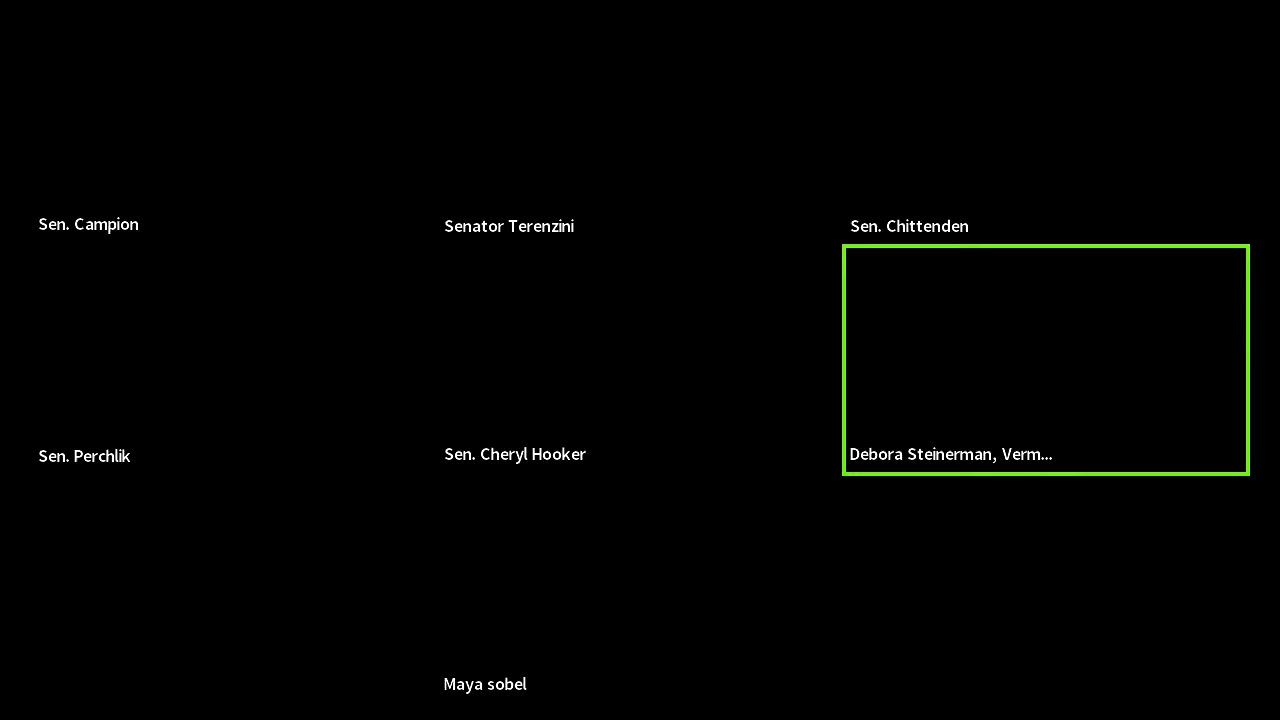 Sen. Campion
Senator Terenzini
Sen. Chittenden
Sen. Perchlik
Sen. Cheryl Hooker
Debora Steinerman, Verm...
Maya sobel